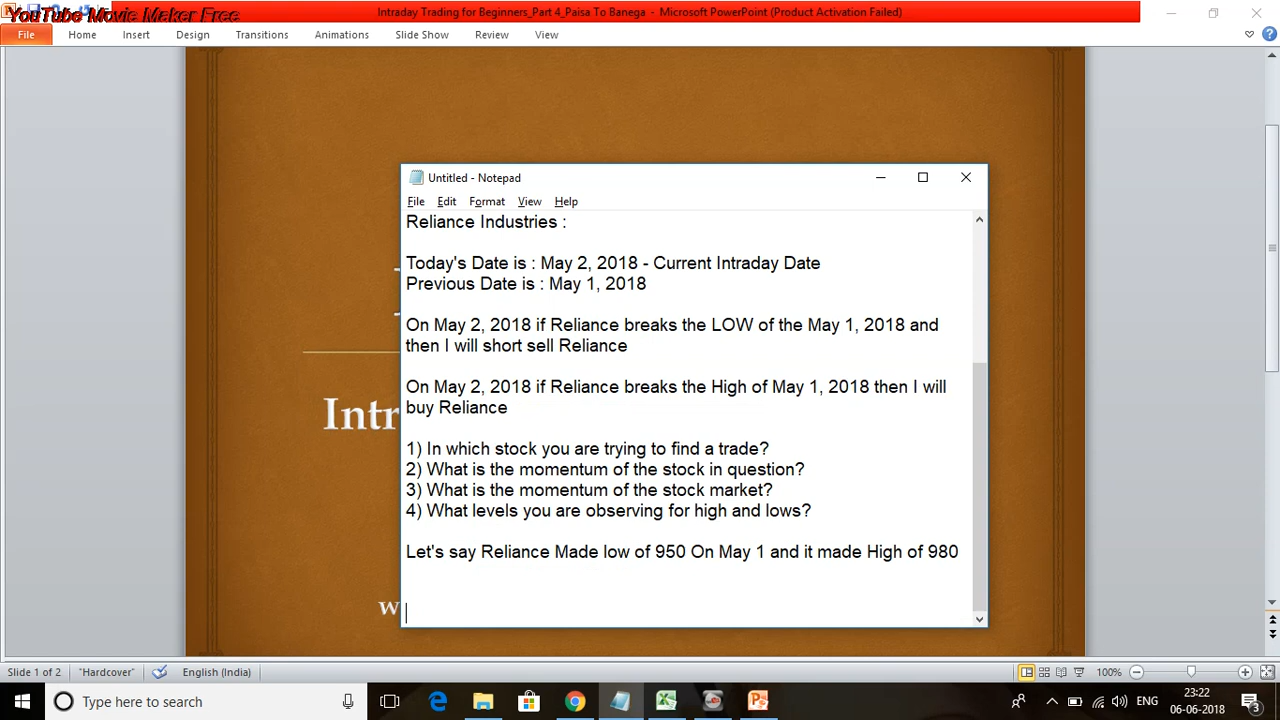 YouTube Movie Maker Free
Intraday Trading for Beginners_Part 4_Paisa To Banega - Microsoft PowerPoint (Product Activation Failed)
File Home Insert Design Transitions Animations Slide Show Review View
Untitled - Notepad
File Edit Format View Help
Reliance Industries :
Today's Date is : May 2, 2018 - Current Intraday Date
Previous Date is : May 1, 2018
On May 2, 2018 if Reliance breaks the LOW of the May 1, 2018 and
then I will short sell Reliance
On May 2, 2018 if Reliance breaks the High of May 1, 2018 then I will
buy Reliance
Intr
1) In which stock you are trying to find a trade?
2) What is the momentum of the stock in question?
3) What is the momentum of the stock market?
4) What levels you are observing for high and lows?
Let's say Reliance Made low of 950 On May 1 and it made High of 980
w
Slide 1 of 2 "Hardcover" English (India) 100%
Type here to search ENG 23:22
06-06-2018 3